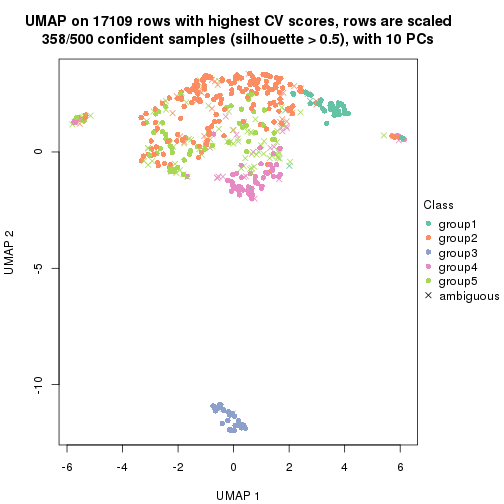 UMAP on 17109 rows with highest CV scores, rows are scaled
358/500 confident samples (silhouette > 0.5), with 10 PCs
0
-5
-10
UMAP 2
-6
-4
-2
0
2
4
6
UMAP 1
Class
group1
group2
group3
group4
group5
ambiguous